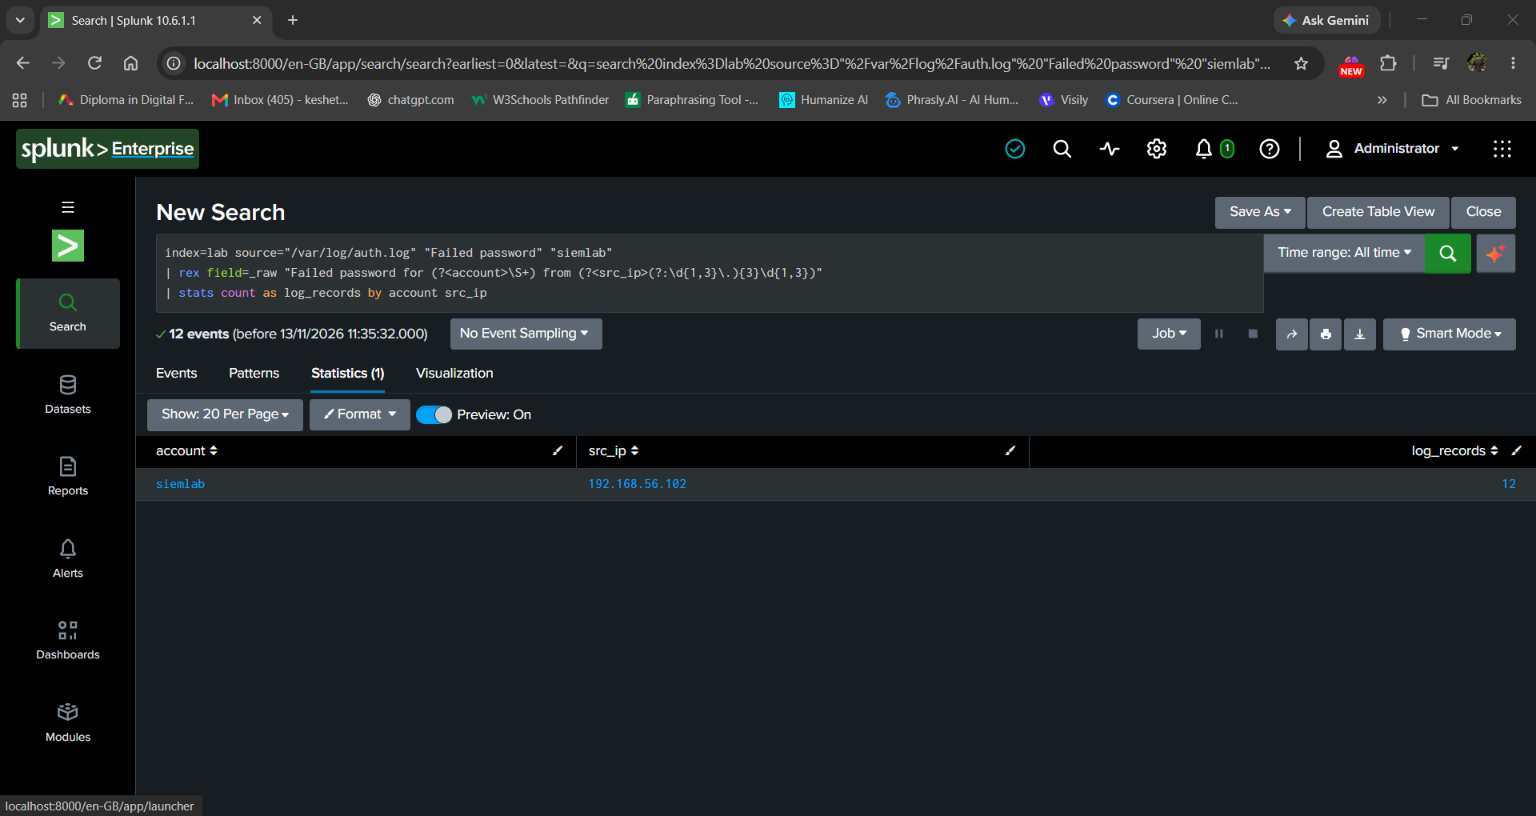 Search | Splunk 10.6.1.1
Ask Gemini
localhost:8000/en-GB/app/search/search?earliest=0&latest=&q=search%20index%3Dlab%20source%3D"%2Fvar%2Flog%2Fauth.log"%20"Failed%20password"%20"siemlab"...
NEW
Diploma in Digital F...
Inbox (405) - keshet...
chatgpt.com
W3Schools Pathfinder
Paraphrasing Tool -...
Humanize AI
Phrasly.AI - AI Hum...
Visily
Coursera | Online C...
All Bookmarks
splunk>Enterprise
1
Administrator
New Search
Save As
Create Table View
Close
index=lab source="/var/log/auth.log" "Failed password" "siemlab"
| rex field=_raw "Failed password for (?<account>\S+) from (?<src_ip>(?:\d{1,3}\.){3}\d{1,3})"
| stats count as log_records by account src_ip
Time range: All time
12 events (before 13/11/2026 11:35:32.000)
No Event Sampling
Job
Smart Mode
Events
Patterns
Statistics (1)
Visualization
Show: 20 Per Page
Format
Preview: On
account
src_ip
log_records
siemlab
192.168.56.102
12
Search
Datasets
Reports
Alerts
Dashboards
Modules
localhost:8000/en-GB/app/launcher